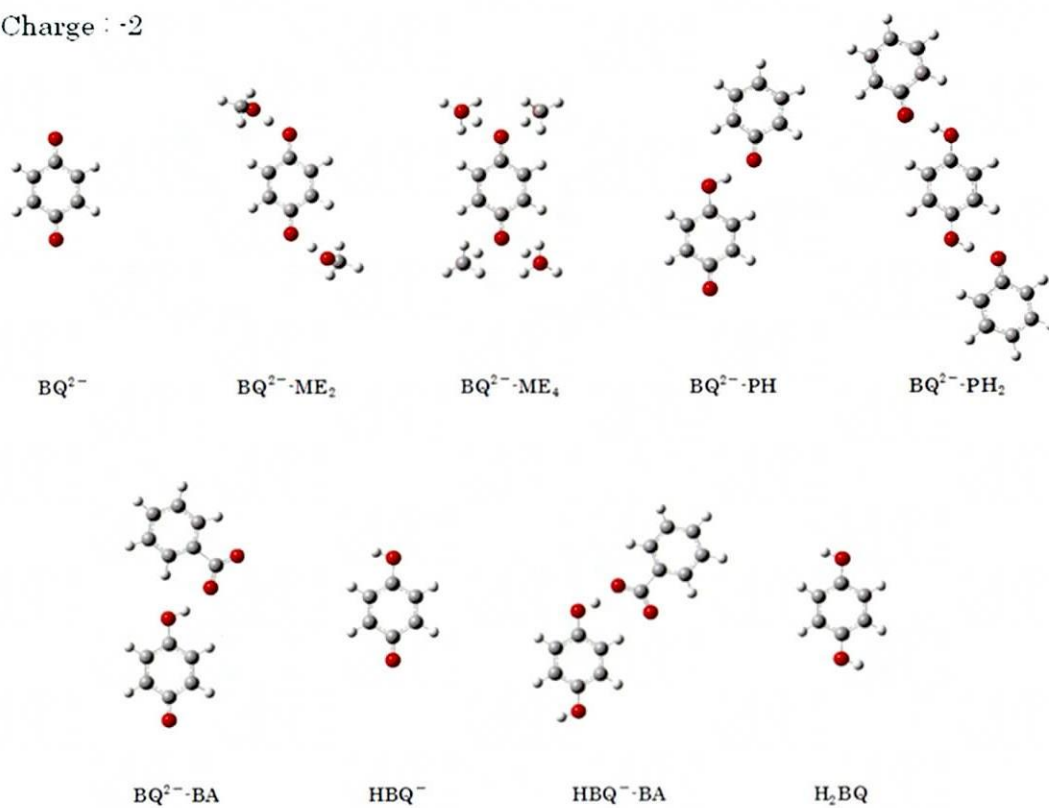 Charge : -2
BQ²⁻
BQ²⁻-ME₂
BQ²⁻-ME₄
BQ²⁻-PH
BQ²⁻-PH₂
BQ²⁻-BA
HBQ⁻
HBQ⁻-BA
H₂BQ